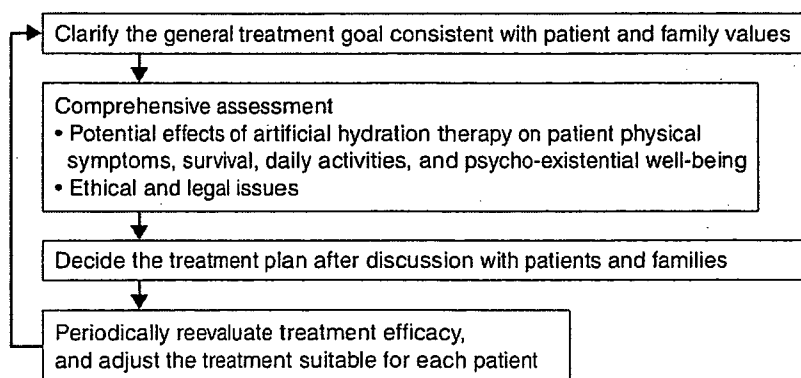 Clarify the general treatment goal consistent with patient and family values
Comprehensive assessment
• Potential effects of artificial hydration therapy on patient physical
symptoms, survival, daily activities, and psycho-existential well-being
• Ethical and legal issues
Decide the treatment plan after discussion with patients and families
Periodically reevaluate treatment efficacy,
and adjust the treatment suitable for each patient